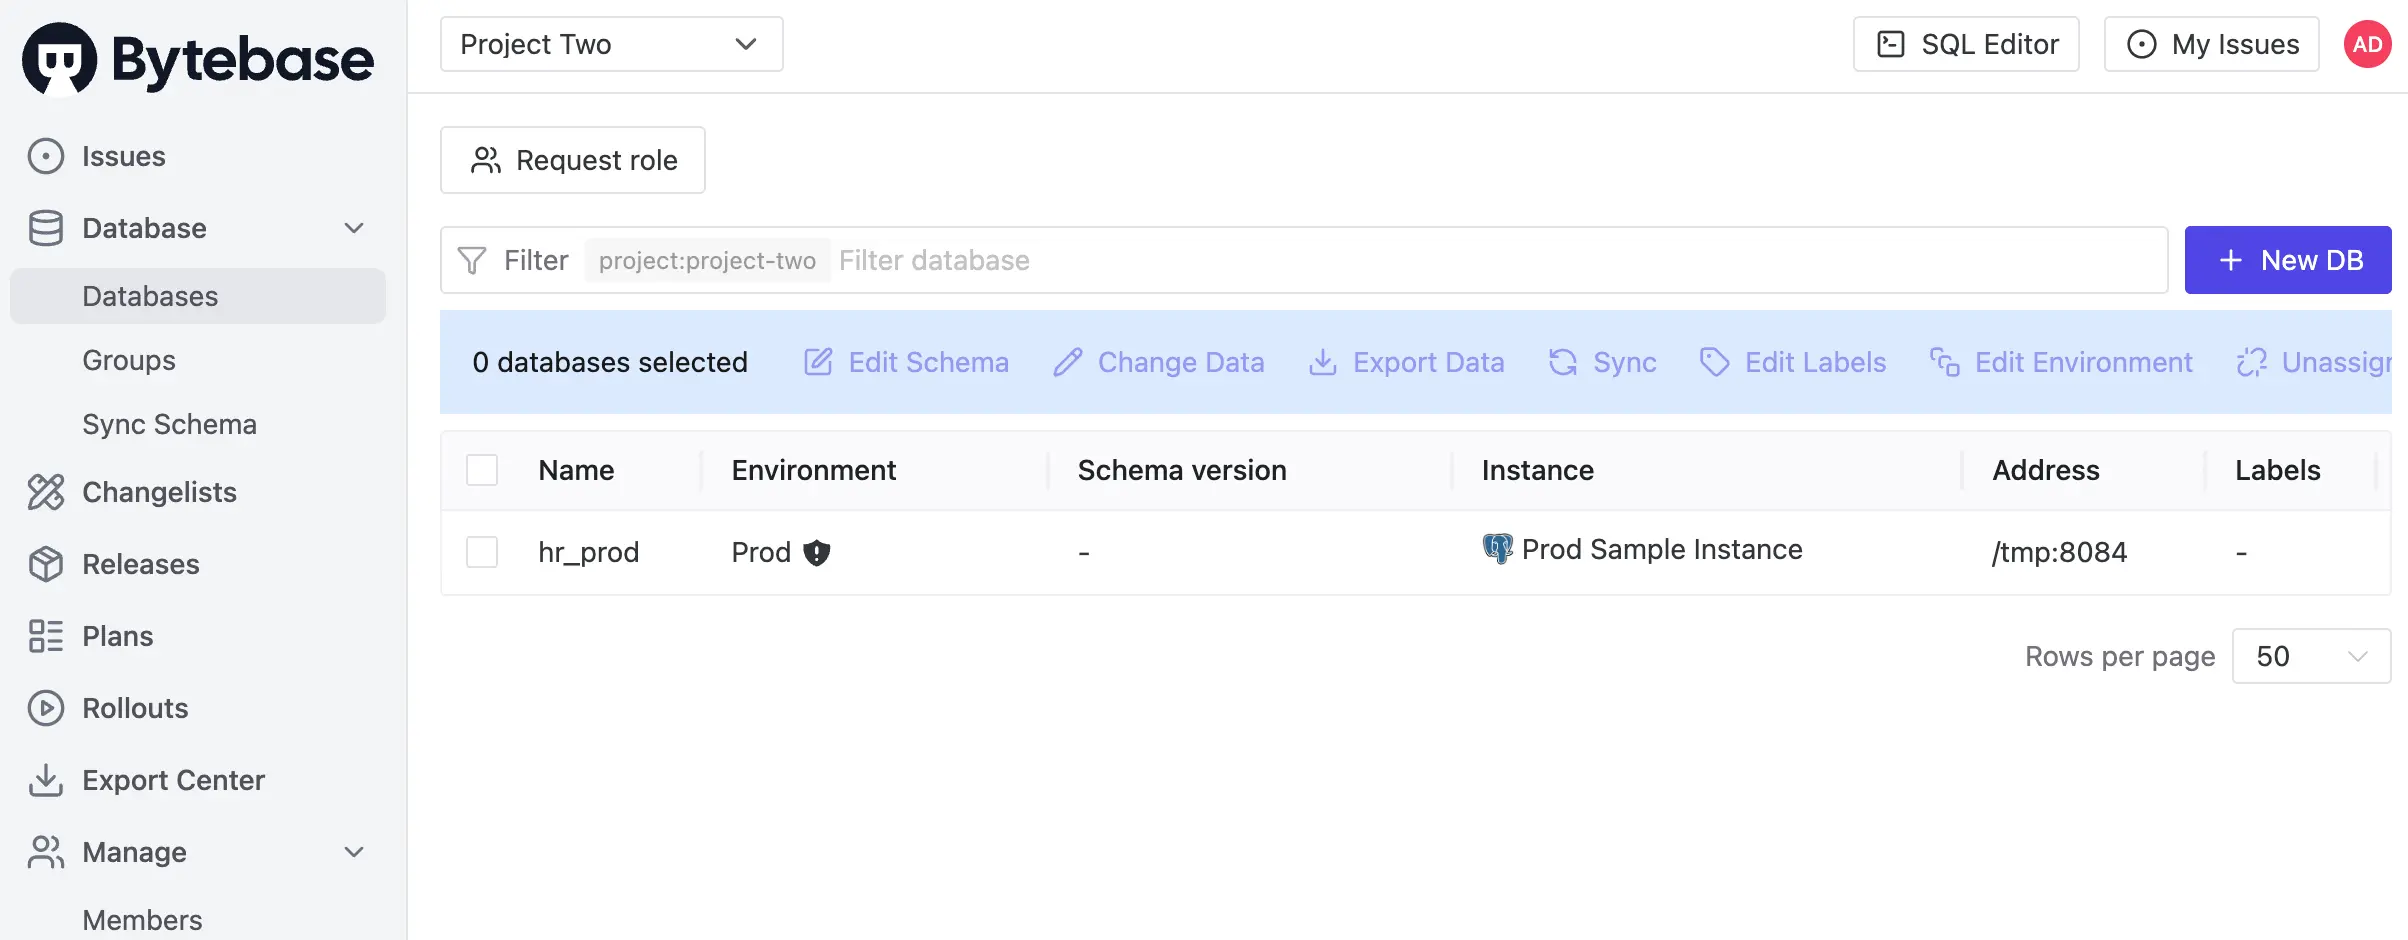 Bytebase
Project Two
SQL Editor
My Issues
AD
Issues
Database
Databases
Groups
Sync Schema
Changelists
Releases
Plans
Rollouts
Export Center
Manage
Members
Request role
Filter project:project-two Filter database
+ New DB
0 databases selected Edit Schema Change Data Export Data Sync Edit Labels Edit Environment Unassign
Name Environment Schema version Instance Address Labels
hr_prod Prod - Prod Sample Instance /tmp:8084 -
Rows per page 50